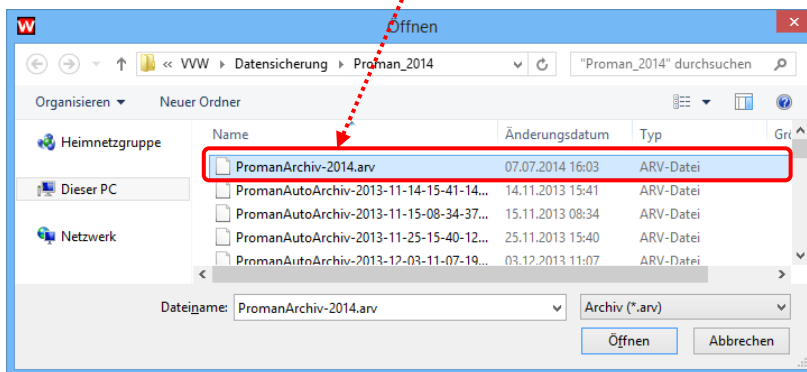 W Öffnen
« VVW Datensicherung Proman_2014 "Proman_2014" durchsuchen
Organisieren Neuer Ordner
Name Änderungsdatum Typ Grö
Heimnetzgruppe
PromanArchiv-2014.arv 07.07.2014 16:03 ARV-Datei
Dieser PC PromanAutoArchiv-2013-11-14-15-41-14... 14.11.2013 15:41 ARV-Datei
PromanAutoArchiv-2013-11-15-08-34-37... 15.11.2013 08:34 ARV-Datei
Netzwerk PromanAutoArchiv-2013-11-25-15-40-12... 25.11.2013 15:40 ARV-Datei
PromanAutoArchiv-2013-12-03-11-07-19... 03.12.2013 11:07 ARV-Datei
Dateiname: PromanArchiv-2014.arv Archiv (*.arv)
Öffnen Abbrechen